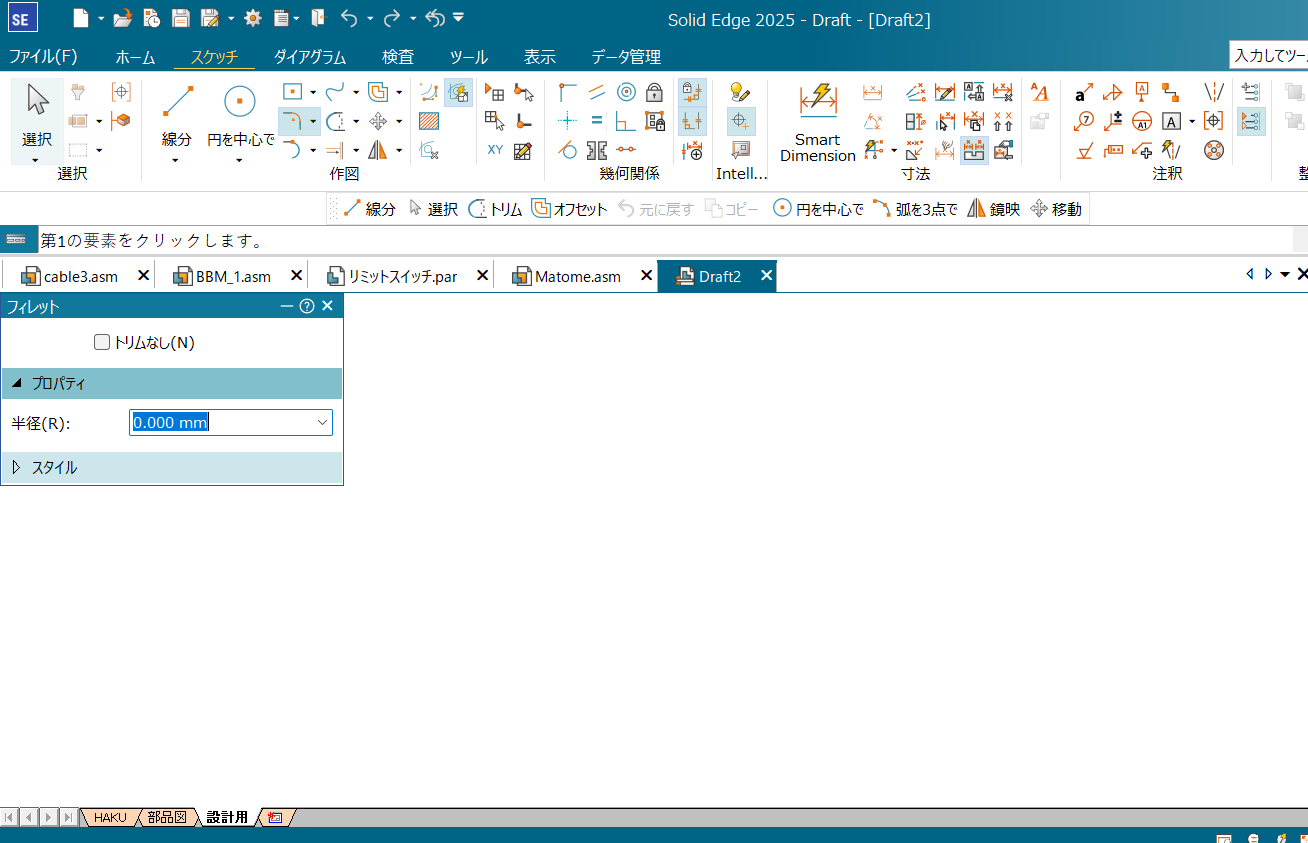 SE
Solid Edge 2025 - Draft - [Draft2]
ファイル(F) ホーム スケッチ ダイアグラム 検査 ツール 表示 データ管理
入力してツー
選択 線分 円を中心で XY Smart Dimension
選択 作図 幾何関係 Intell... 寸法 注釈
線分 選択 トリム オフセット 元に戻す コピー 円を中心で 弧を3点で 鏡映 移動
第1の要素をクリックします。
cable3.asm BBM_1.asm リミットスイッチ.par Matome.asm Draft2
フィレット
トリムなし(N)
プロパティ
半径(R): 0.000 mm
スタイル
HAKU 部品図 設計用